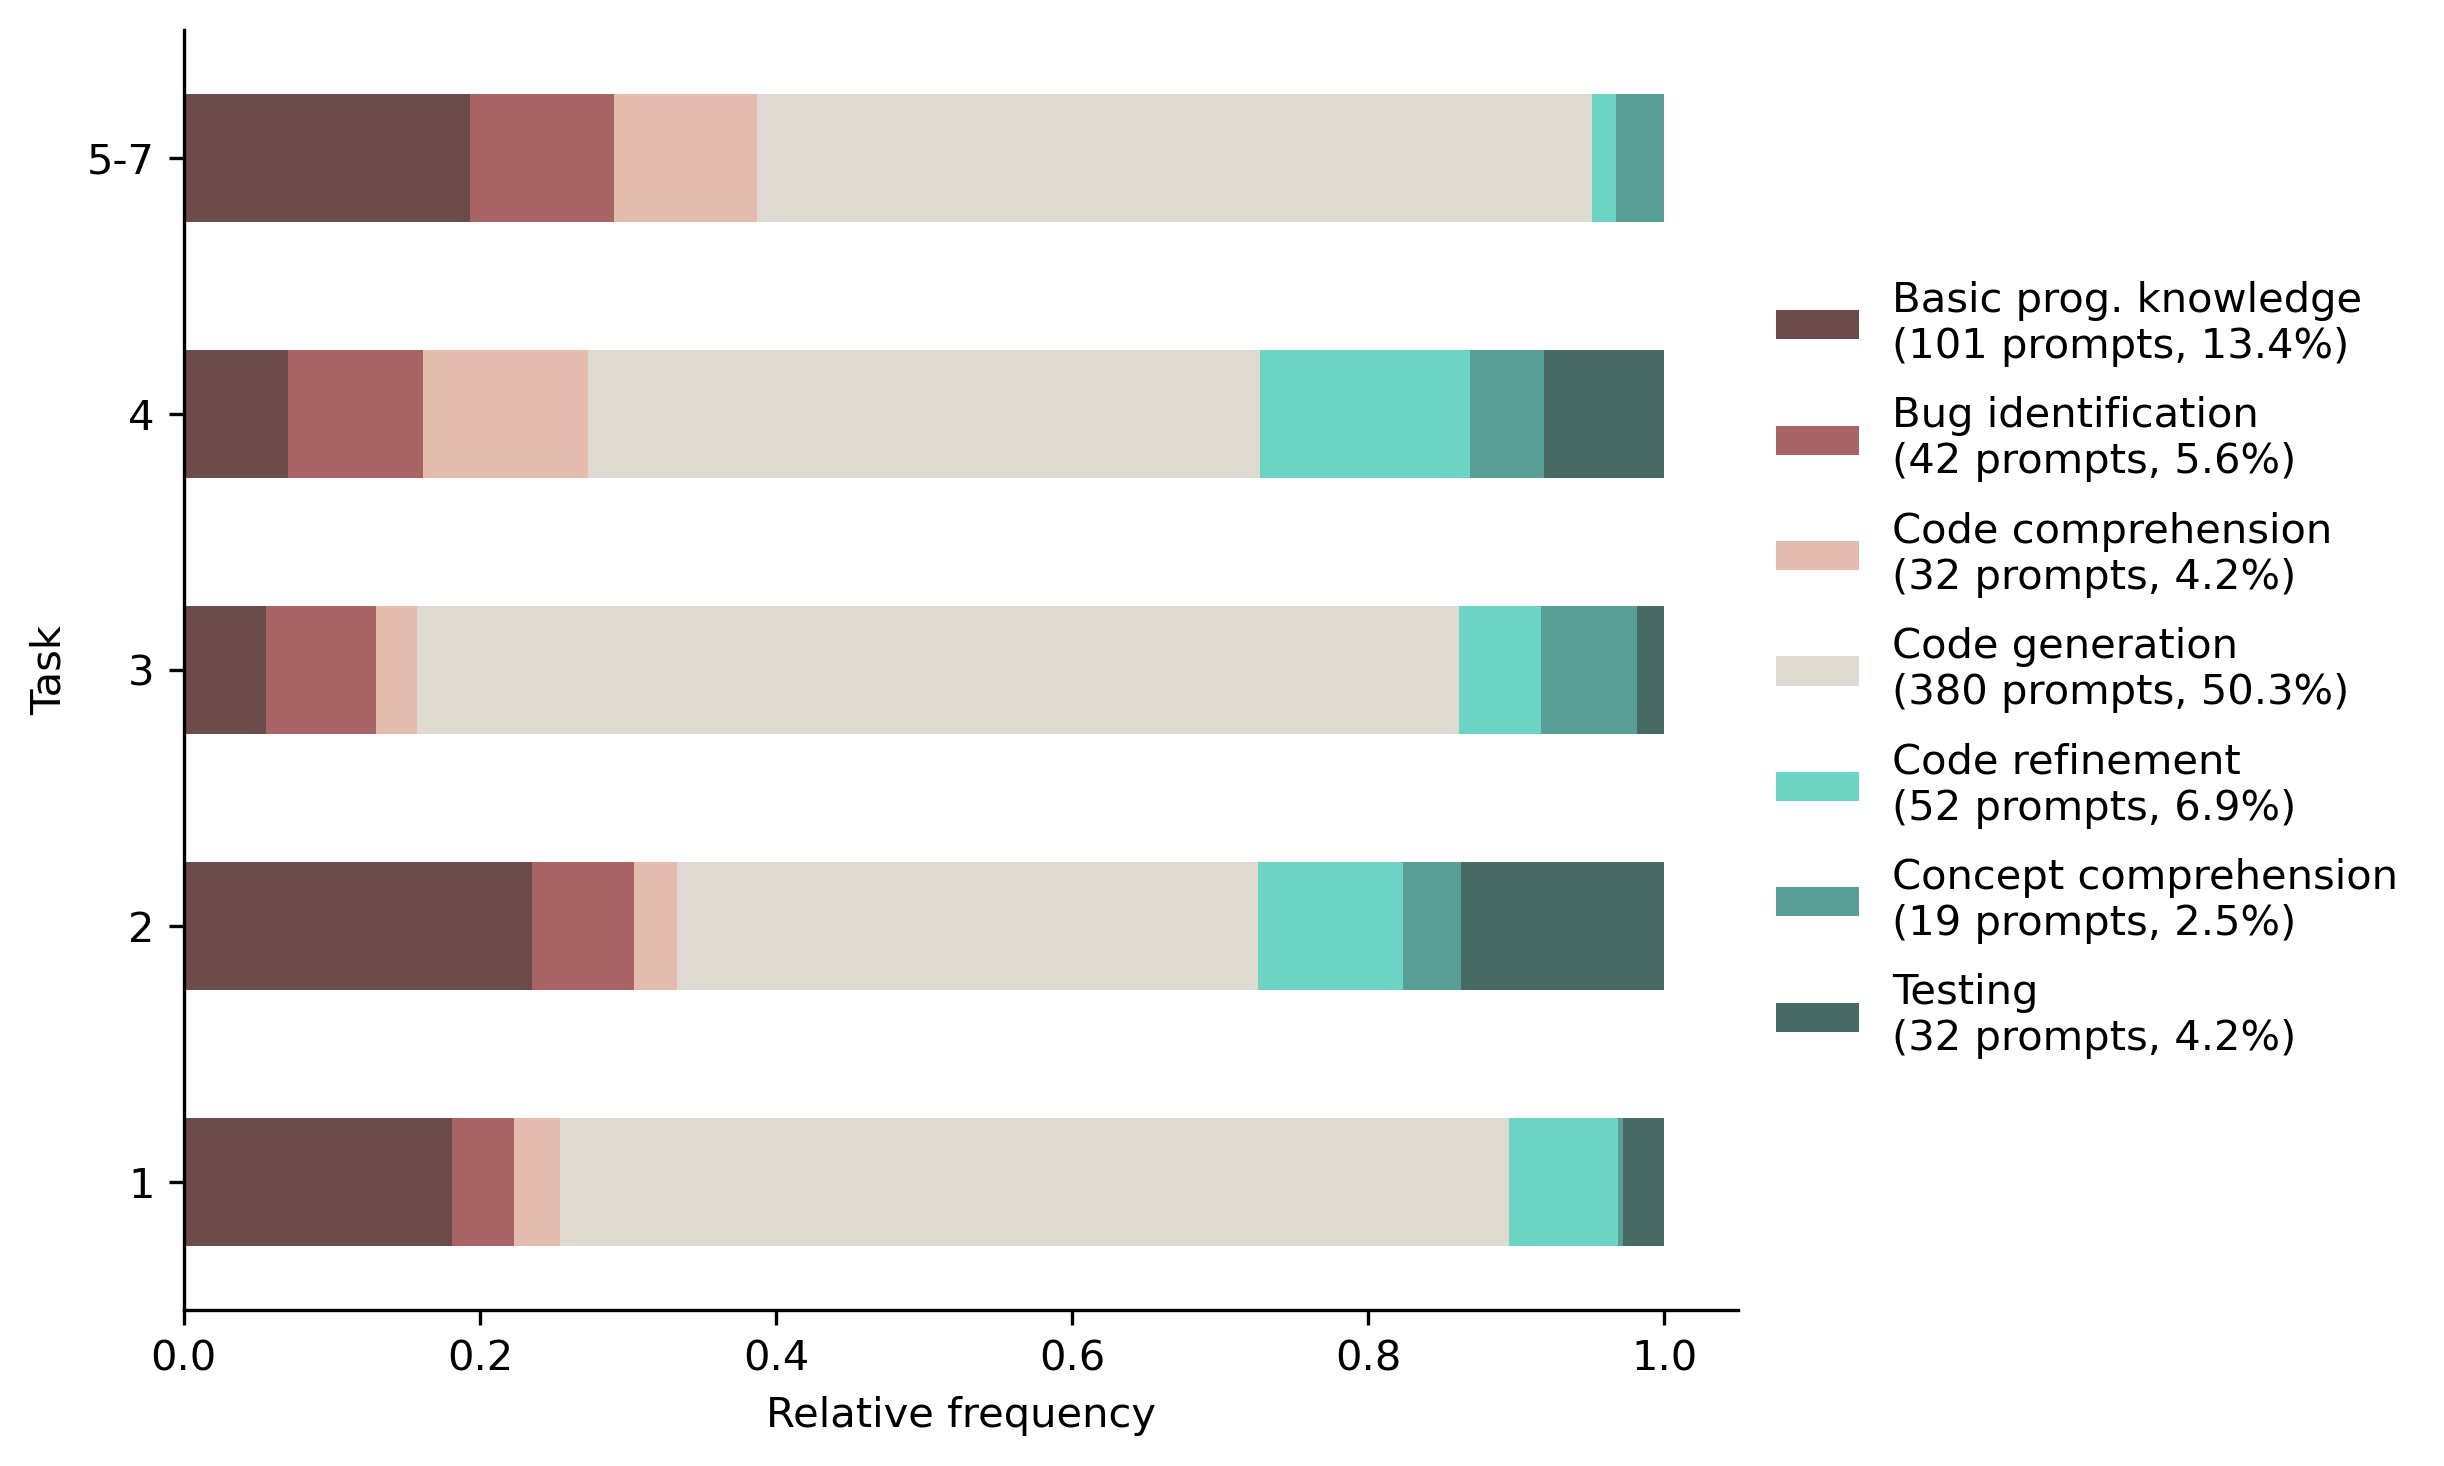 5-7
4
3
2
1
Task
0.0
0.2
0.4
0.6
0.8
1.0
Relative frequency
Basic prog. knowledge
(101 prompts, 13.4%)
Bug identification
(42 prompts, 5.6%)
Code comprehension
(32 prompts, 4.2%)
Code generation
(380 prompts, 50.3%)
Code refinement
(52 prompts, 6.9%)
Concept comprehension
(19 prompts, 2.5%)
Testing
(32 prompts, 4.2%)